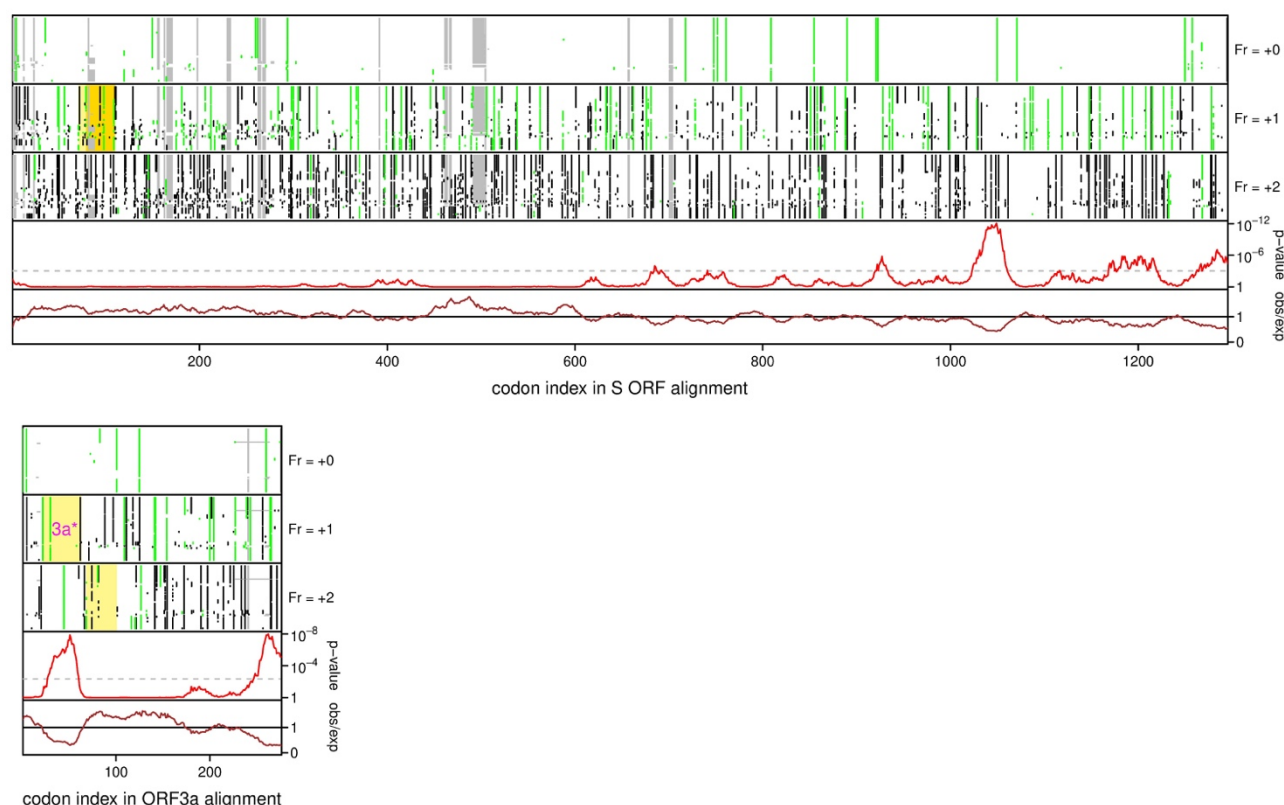 Fr = +0
Fr = +1
Fr = +2
10-12
10-6
1
p-value
1
0
obs/exp
200 400 600 800 1000 1200
codon index in S ORF alignment
Fr = +0
3a*
Fr = +1
Fr = +2
10-8
10-4
1
p-value
1
0
obs/exp
100 200
codon index in ORF3a alignment